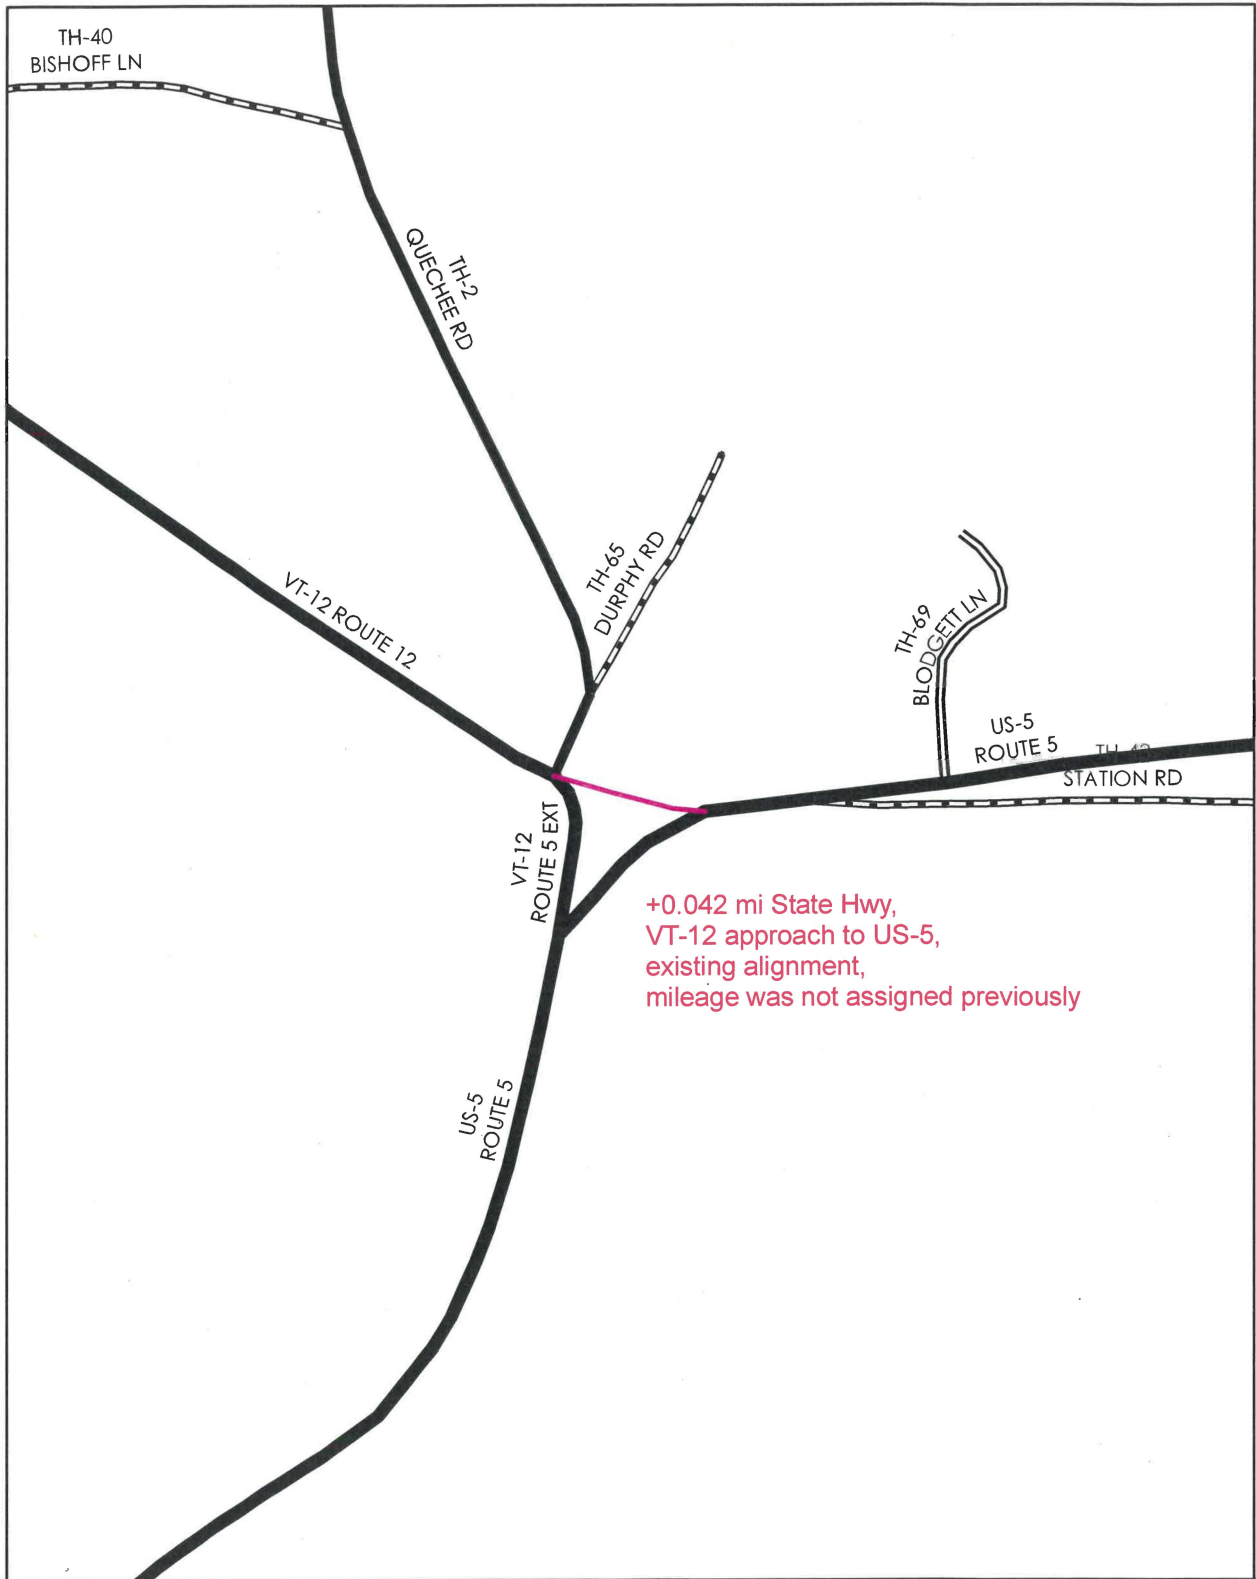 TH-40
BISHOFF LN
TH-2
QUECHEE RD
VT-12 ROUTE 12
TH-65
DURPHY RD
TH-69
BLODGETT LN
US-5
ROUTE 5
STATION RD
VT-12
ROUTE 5 EXT
+0.042 mi State Hwy,
VT-12 approach to US-5,
existing alignment,
mileage was not assigned previously
US-5
ROUTE 5